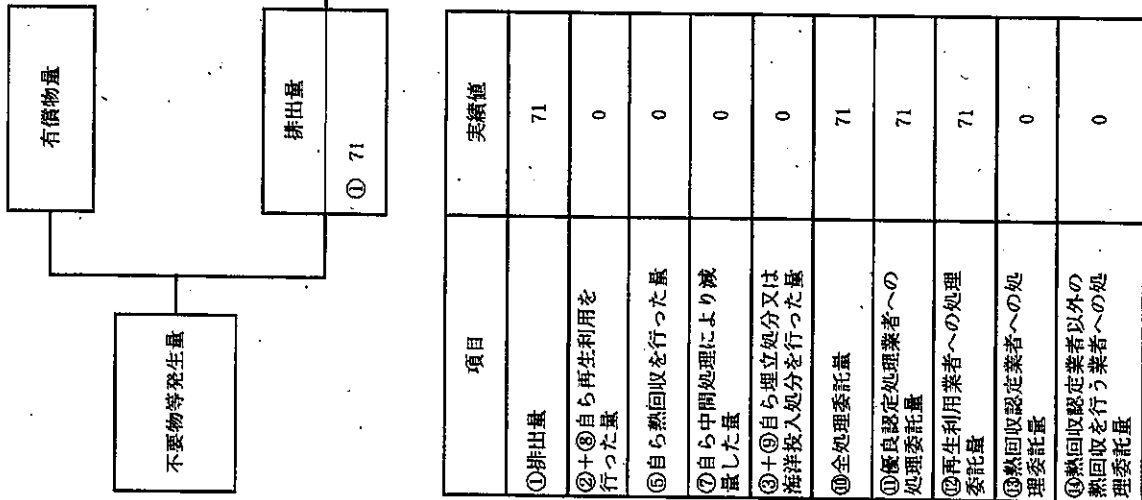 不要物等発生量
有償物量
排出量
① 71
項目
実績値
①排出量
71
②+⑧自ら再生利用を
行った量
0
⑤自ら熱回収を行った量
0
⑦自ら中間処理により減
量した量
0
③+⑨自ら埋立処分又は
海洋投入処分を行った量
0
⑩全処理委託量
71
⑪優良認定処理業者への
処理委託量
71
⑫再生利用業者への処理
委託量
71
⑬熱回収認定業者への処
理委託量
0
⑭熱回収認定業者以外の
熱回収を行う業者への処
理委託量
0